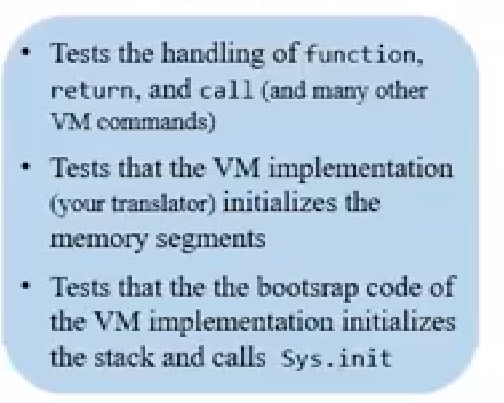 • Tests the handling of function,
return, and call (and many other
VM commands)
• Tests that the VM implementation
(your translator) initializes the
memory segments
• Tests that the the bootsrap code of
the VM implementation initializes
the stack and calls Sys.init